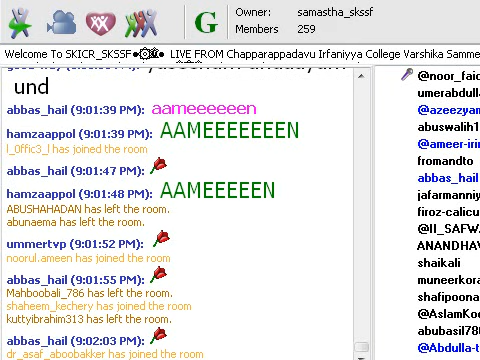 Owner: samastha_skssf
Members 259
G
Welcome To SKICR_SKSSF LIVE FROM Chapparappadavu Irfaniyya College Varshika Samme
und
abbas_hail (9:01:39 PM): aameeeeeen
hamzaappol (9:01:39 PM): AAMEEEEEEEN
l_0ffic3_l has joined the room
abbas_hail (9:01:47 PM):
hamzaappol (9:01:48 PM): AAMEEEEEN
ABUSHAHADAN has left the room.
abunaema has left the room.
ummertvp (9:01:52 PM):
noorul.ameen has joined the room
abbas_hail (9:01:55 PM):
Mahboobali_786 has left the room.
shaheem_kechery has joined the room
kuttyibrahim313 has left the room.
abbas_hail (9:02:03 PM):
dr_asaf_aboobakker has joined the room
@noor_faic
umerabdulla
@azeezyam
abuswalih1
@ameer-irin
fromandto
abbas_hail
jafarmanniy
firoz-calicu
@II_SAFWA
ANANDHAV
shaikali
muneerkora
shafipoona
@AslamKoo
abubasil786
@Abdulla-t